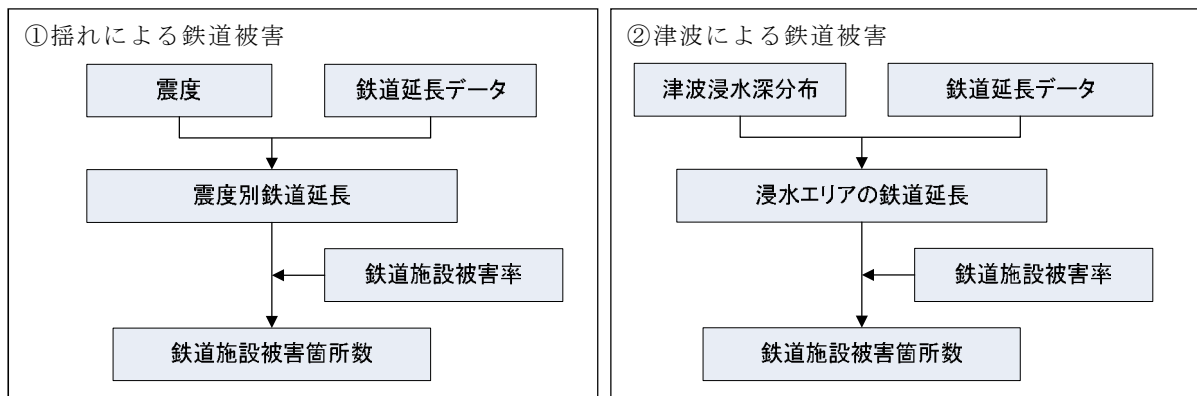 ①揺れによる鉄道被害
震度
鉄道延長データ
震度別鉄道延長
鉄道施設被害率
鉄道施設被害箇所数
②津波による鉄道被害
津波浸水深分布
鉄道延長データ
浸水エリアの鉄道延長
鉄道施設被害率
鉄道施設被害箇所数